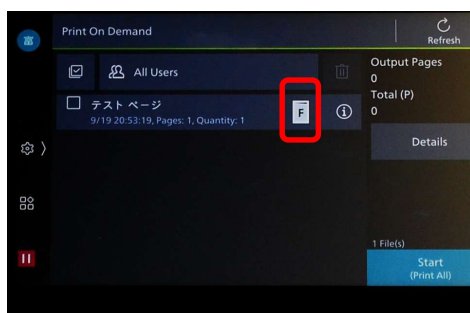 Print On Demand
Refresh
All Users
Output Pages
0
Total (P)
0
テスト ページ
9/19 20:53:19, Pages: 1, Quantity: 1
F
Details
1 File(s)
Start
(Print All)